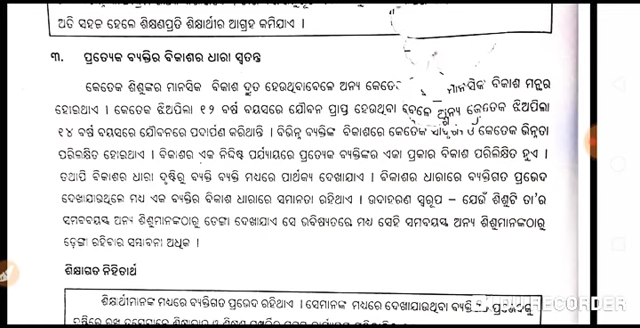 ଅତି ସହଜ ହେଲେ ଶିକ୍ଷଣପ୍ରତି ଶିକ୍ଷାର୍ଥୀର ଆଗ୍ରହ କମିଯାଏ ।
୩. ପ୍ରତ୍ୟେକ ବ୍ୟକ୍ତିର ବିକାଶର ଧାରା ସ୍ୱତନ୍ତ
କେତେକ ଶିଶୁଙ୍କର ମାନସିକ ବିକାଶ ଦ୍ରୁତ ହେଉଥିବାବେଳେ ଅନ୍ୟ ମାନସିକ ବିକାଶ ମନ୍ଥର
ହୋଇଥାଏ । କେତେକ ଝିଅପିଲା ୧୨ ବର୍ଷ ବୟସରେ ଯୌବନ ପ୍ରାପ୍ତ ହେଉଥିବା ବେଳେ ଅନ୍ୟ କେତେକ ଝିଅପିଲା
୧୪ ବର୍ଷ ବୟସରେ ଯୌବନରେ ପଦାର୍ପଣ କରିଥାନ୍ତି । ବିଭିନ୍ନ ବ୍ୟକ୍ତିଙ୍କ ବିକାଶରେ କେତେକ ଓ କେତେକ ଭିନ୍ନତା
ପରିଲକ୍ଷିତ ହୋଇଥାଏ । ବିକାଶର ଏକ ନିର୍ଦ୍ଦିଷ୍ଟ ପର୍ଯ୍ୟାୟରେ ପ୍ରତ୍ୟେକ ବ୍ୟକ୍ତିଙ୍କର ଏକା ପ୍ରକାର ବିକାଶ ପରିଲକ୍ଷିତ ହୁଏ ।
ତଥାପି ବିକାଶର ଧାରା ଦୃଷ୍ଟିରୁ ବ୍ୟକ୍ତି ବ୍ୟକ୍ତି ମଧ୍ୟରେ ପାର୍ଥକ୍ୟ ଦେଖାଯାଏ । ବିକାଶର ଧାରାରେ ବ୍ୟକ୍ତିଗତ ପ୍ରଭେଦ
ଦେଖାଯାଉଥିଲେ ମଧ୍ୟ ଏକ ବ୍ୟକ୍ତିର ବିକାଶ ଧାରାରେ ସମାନତା ରହିଥାଏ । ଉଦାହରଣ ସ୍ୱରୂପ – ଯେଉଁ ଶିଶୁଟି ତା'ର
ସମବୟସ୍କ ଅନ୍ୟ ଶିଶୁମାନଙ୍କଠାରୁ ଡେଙ୍ଗା ଦେଖାଯାଏ ସେ ଭବିଷ୍ୟତରେ ମଧ୍ୟ ସେହି ସମବୟସ୍କ ଅନ୍ୟ ଶିଶୁମାନଙ୍କଠାରୁ
ଡେଙ୍ଗା ରହିବାର ସମ୍ଭାବନା ଅଧିକ ।
ଶିକ୍ଷାଗତ ନିହିତାର୍ଥ
ଶିକ୍ଷାର୍ଥୀମାନଙ୍କ ମଧ୍ୟରେ ବ୍ୟକ୍ତିଗତ ପ୍ରଭେଦ ରହିଥାଏ । ସେମାନଙ୍କ ମଧ୍ୟରେ ଦେଖାଯାଉଥିବା
RECORDER